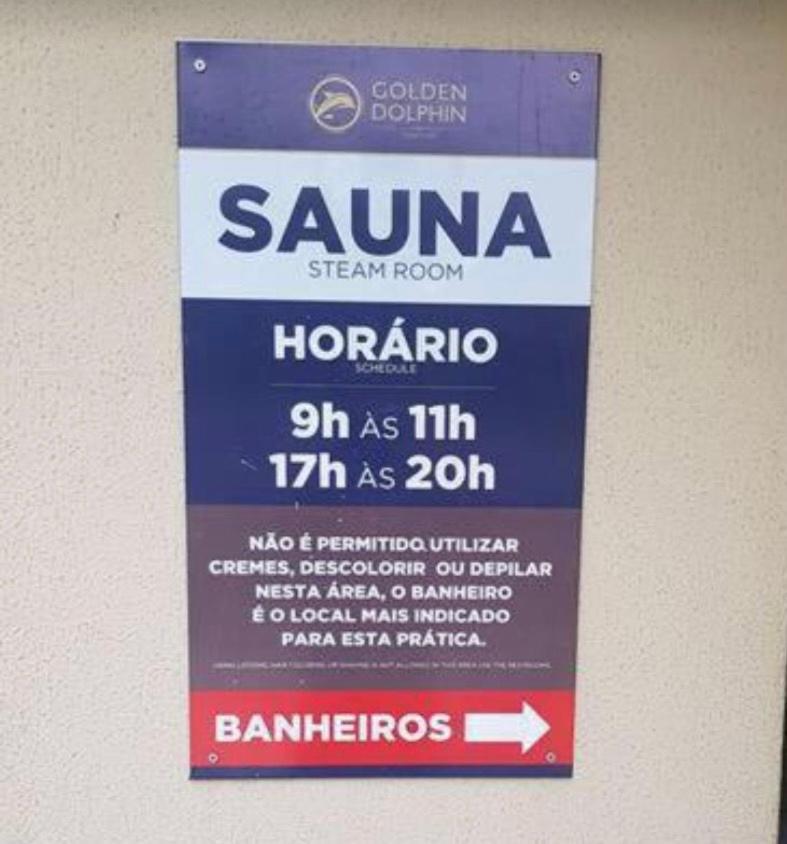 GOLDEN
DOLPHIN
SAUNA
STEAM ROOM
HORÁRIO
SCHEDULE
9h ÀS 11h
17h ÀS 20h
NÃO É PERMITIDO UTILIZAR
CREMES, DESCOLORIR OU DEPILAR
NESTA ÁREA, O BANHEIRO
É O LOCAL MAIS INDICADO
PARA ESTA PRÁTICA.
BANHEIROS